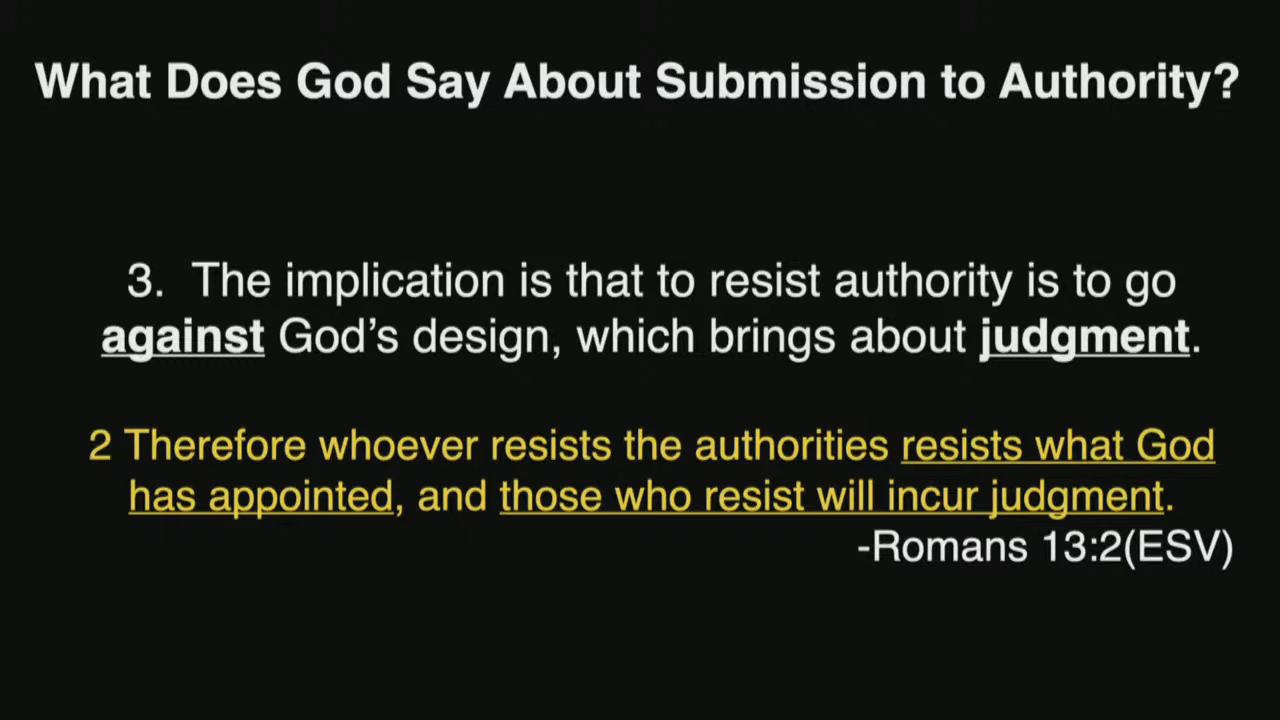 What Does God Say About Submission to Authority?
3. The implication is that to resist authority is to go
against God’s design, which brings about judgment.
2 Therefore whoever resists the authorities resists what God
has appointed, and those who resist will incur judgment.
-Romans 13:2(ESV)